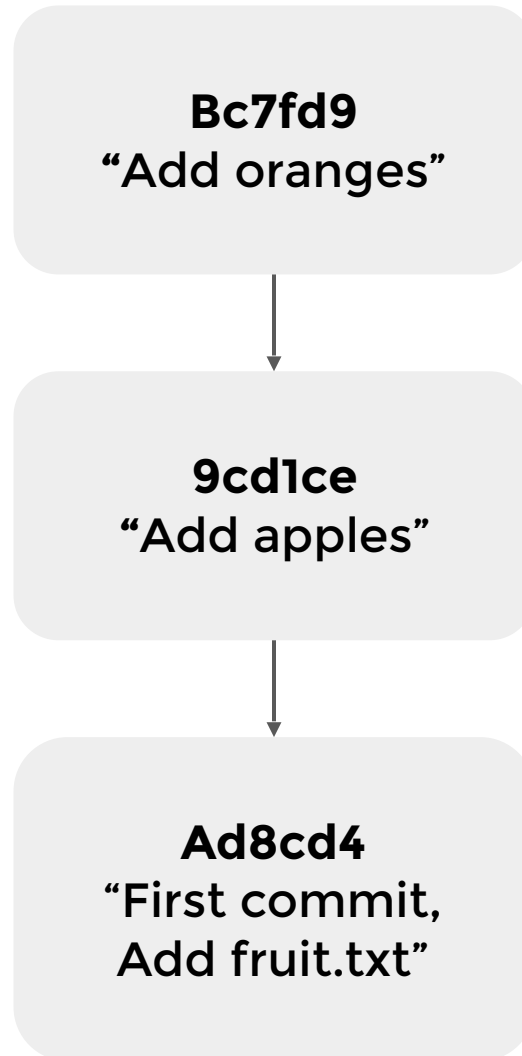 Bc7fd9
“Add oranges”
9cd1ce
“Add apples”
Ad8cd4
“First commit,
Add fruit.txt”